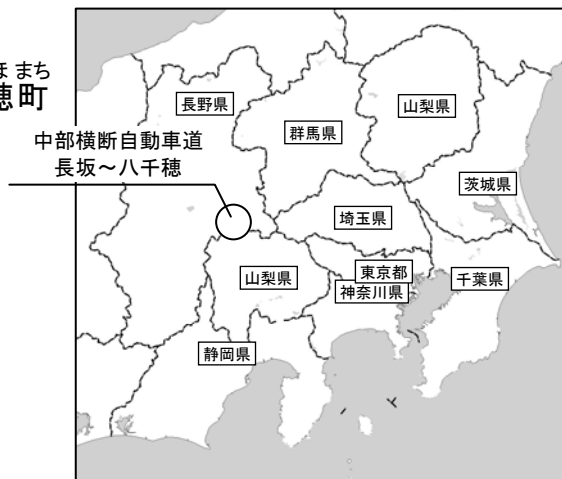 ほまち
穂町
中部横断自動車道
長坂～八千穂
長野県
群馬県
山梨県
茨城県
埼玉県
東京都
神奈川県
千葉県
山梨県
静岡県